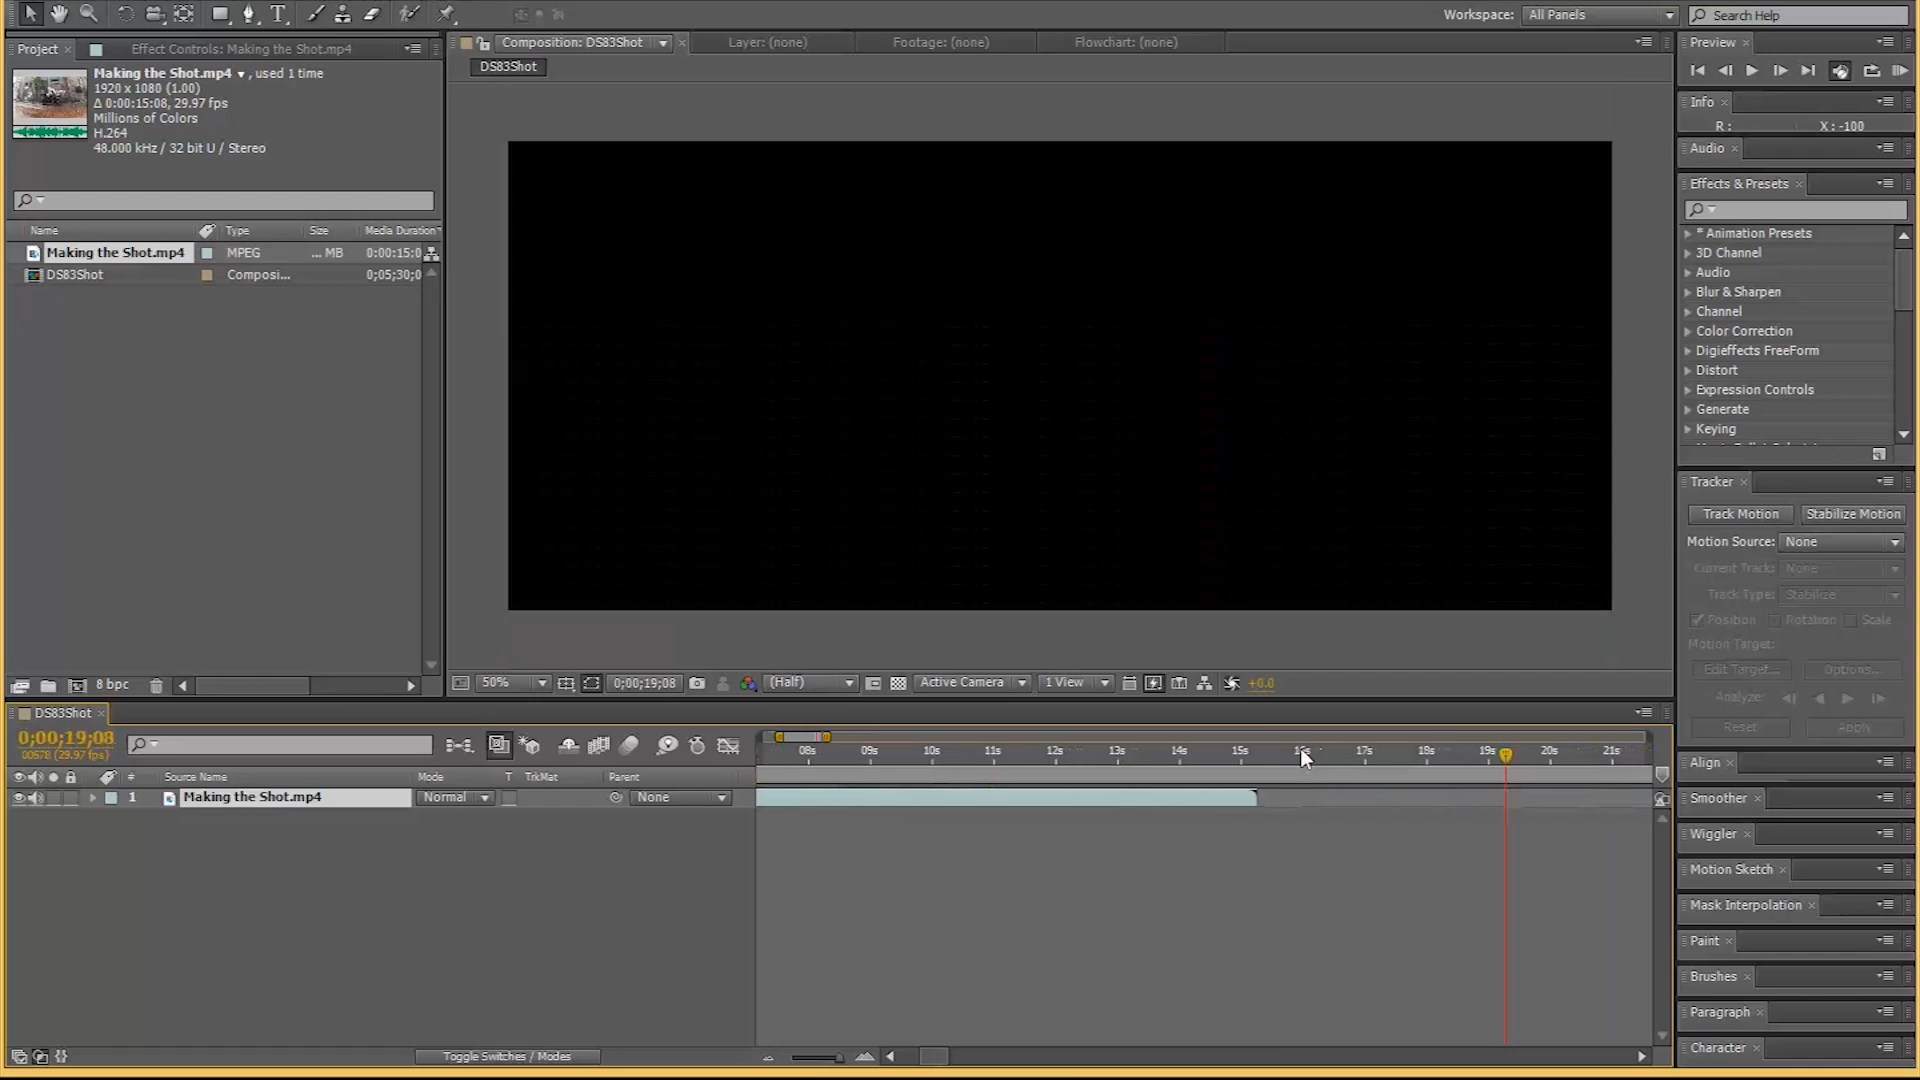 Workspace:
All Panels
Search Help
Project
Effect Controls: Making the Shot.mp4
Composition: DS83Shot
Layer: (none)
Footage: (none)
Flowchart: (none)
DS83Shot
Making the Shot.mp4 , used 1 time
1920 x 1080 (1.00)
Δ 0:00:15:08, 29.97 fps
Millions of Colors
H.264
48.000 kHz / 32 bit U / Stereo
Name
Type
Size
Media Duration
Making the Shot.mp4
MPEG
... MB
0:00:15:0
DS83Shot
Composi...
0;05;30;0
8 bpc
50%
0;00;19;08
(Half)
Active Camera
1 View
+0.0
Preview
Info
R :
X : -100
Audio
Effects & Presets
* Animation Presets
3D Channel
Audio
Blur & Sharpen
Channel
Color Correction
Digieffects FreeForm
Distort
Expression Controls
Generate
Keying
Tracker
Track Motion
Stabilize Motion
Motion Source:
None
Current Track:
None
Track Type:
Stabilize
Position
Rotation
Scale
Motion Target:
Edit Target...
Options...
Analyze:
Reset
Apply
Align
Smoother
Wiggler
Motion Sketch
Mask Interpolation
Paint
Brushes
Paragraph
Character
DS83Shot
0;00;19;08
00578 (29.97 fps)
08s
09s
10s
11s
12s
13s
14s
15s
16s
17s
18s
19s
20s
21s
#
Source Name
Mode
T
TrkMat
Parent
1
Making the Shot.mp4
Normal
None
Toggle Switches / Modes